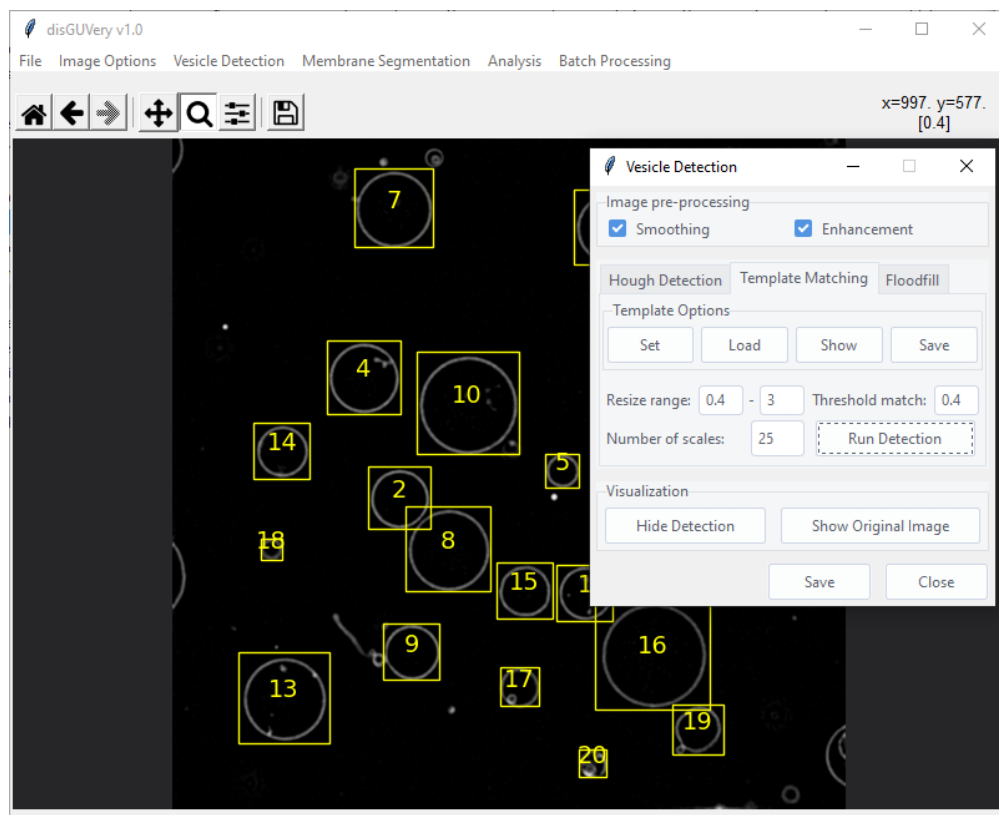 disGUVery v1.0
File Image Options Vesicle Detection Membrane Segmentation Analysis Batch Processing
x=997. y=577.
[0.4]
Vesicle Detection
Image pre-processing
Smoothing Enhancement
Hough Detection Template Matching Floodfill
Template Options
Set Load Show Save
Resize range: 0.4 - 3 Threshold match: 0.4
Number of scales: 25 Run Detection
Visualization
Hide Detection Show Original Image
Save Close
7
4
10
14
5
2
18
8
15
1
9
16
17
13
19
20